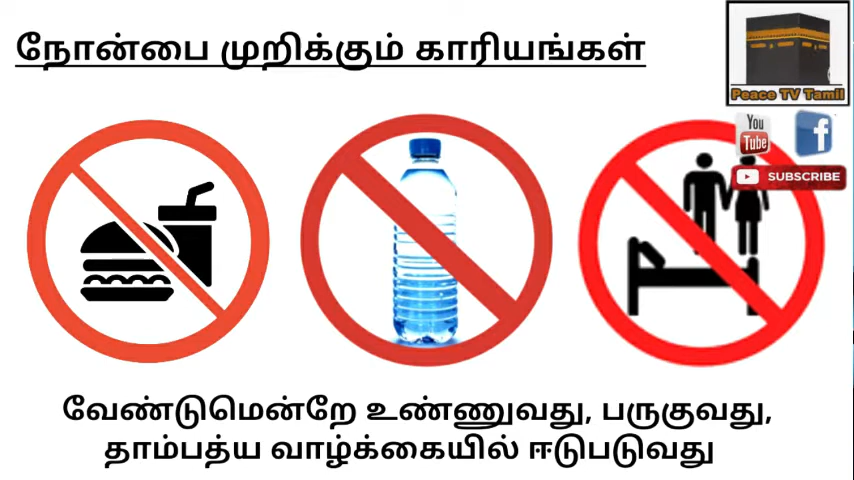 நோன்பை முறிக்கும் காரியங்கள்
Peace TV Tamil
You
Tube
f
SUBSCRIBE
வேண்டுமென்றே உண்ணுவது, பருகுவது,
தாம்பத்ய வாழ்க்கையில் ஈடுபடுவது